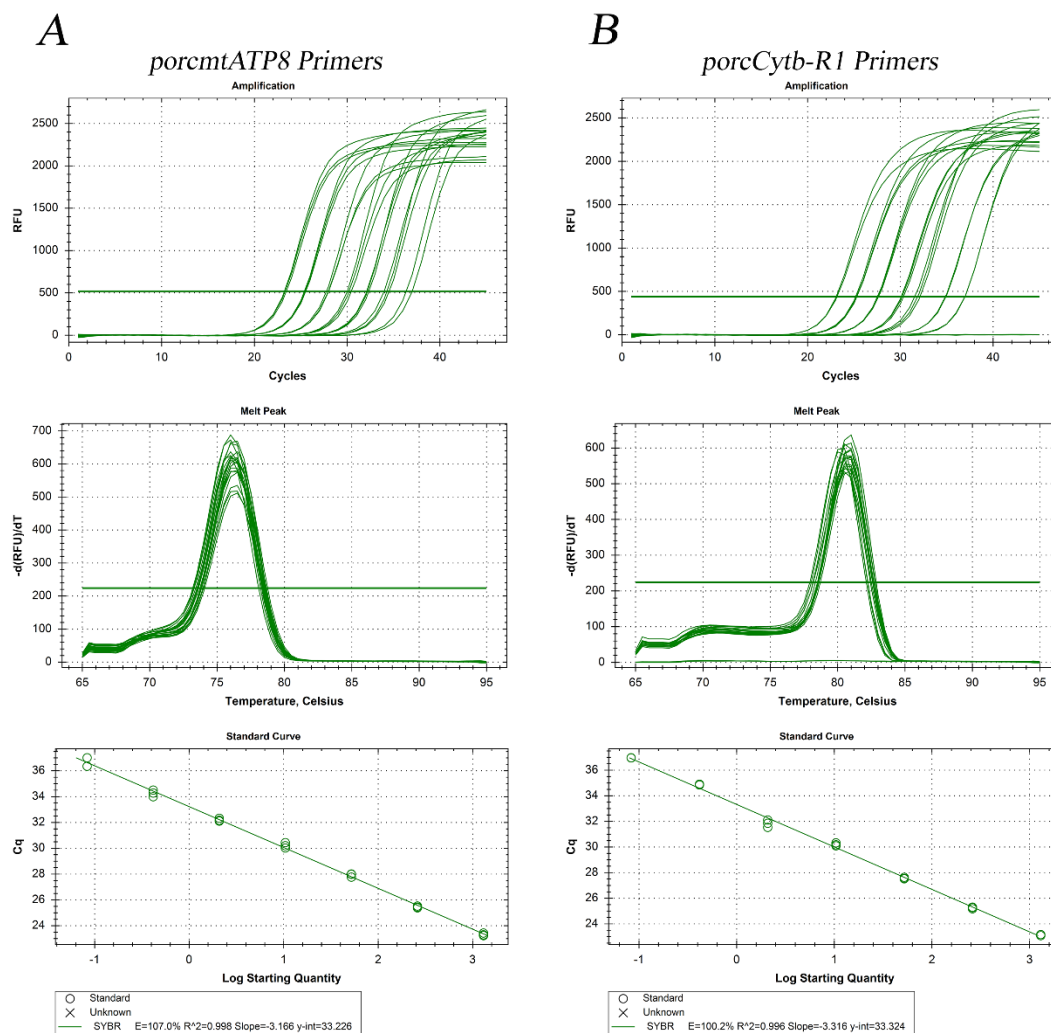 A
porcmtATP8 Primers
Amplification
2500
2000
1500
1000
500
0
RFU
0 10 20 30 40
Cycles
Melt Peak
700
600
500
400
300
200
100
0
-d(RFU)/dT
65 70 75 80 85 90 95
Temperature, Celsius
Standard Curve
36
34
32
30
28
26
24
Cq
-1 0 1 2 3
Log Starting Quantity
Standard
Unknown
SYBR E=107.0% R^2=0.998 Slope=-3.166 y-int=33.226
B
porcCytb-R1 Primers
Amplification
2500
2000
1500
1000
500
0
RFU
0 10 20 30 40
Cycles
Melt Peak
600
500
400
300
200
100
0
-d(RFU)/dT
65 70 75 80 85 90 95
Temperature, Celsius
Standard Curve
36
34
32
30
28
26
24
Cq
-1 0 1 2 3
Log Starting Quantity
Standard
Unknown
SYBR E=100.2% R^2=0.996 Slope=-3.316 y-int=33.324